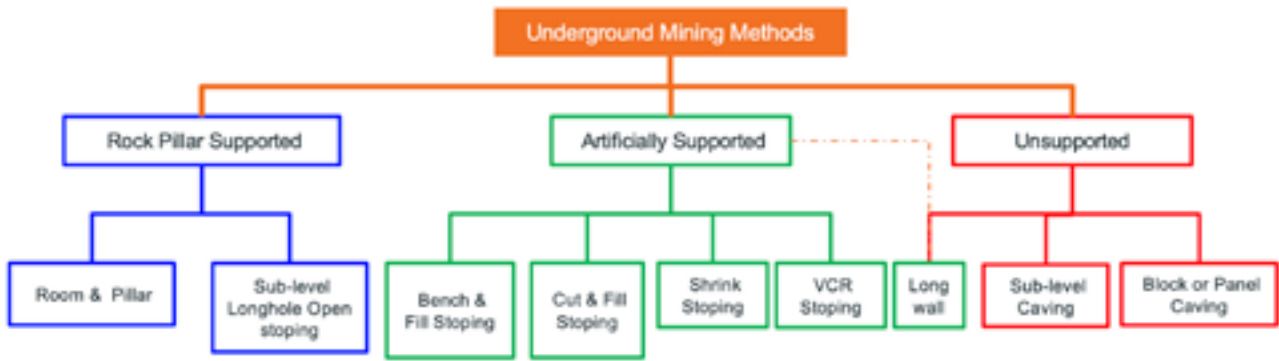 Underground Mining Methods
Rock Pillar Supported
Artificially Supported
Unsupported
Room & Pillar
Sub-level
Longhole Open
stoping
Bench &
Fill Stoping
Cut & Fill
Stoping
Shrink
Stoping
VCR
Stoping
Long
wall
Sub-level
Caving
Block or Panel
Caving